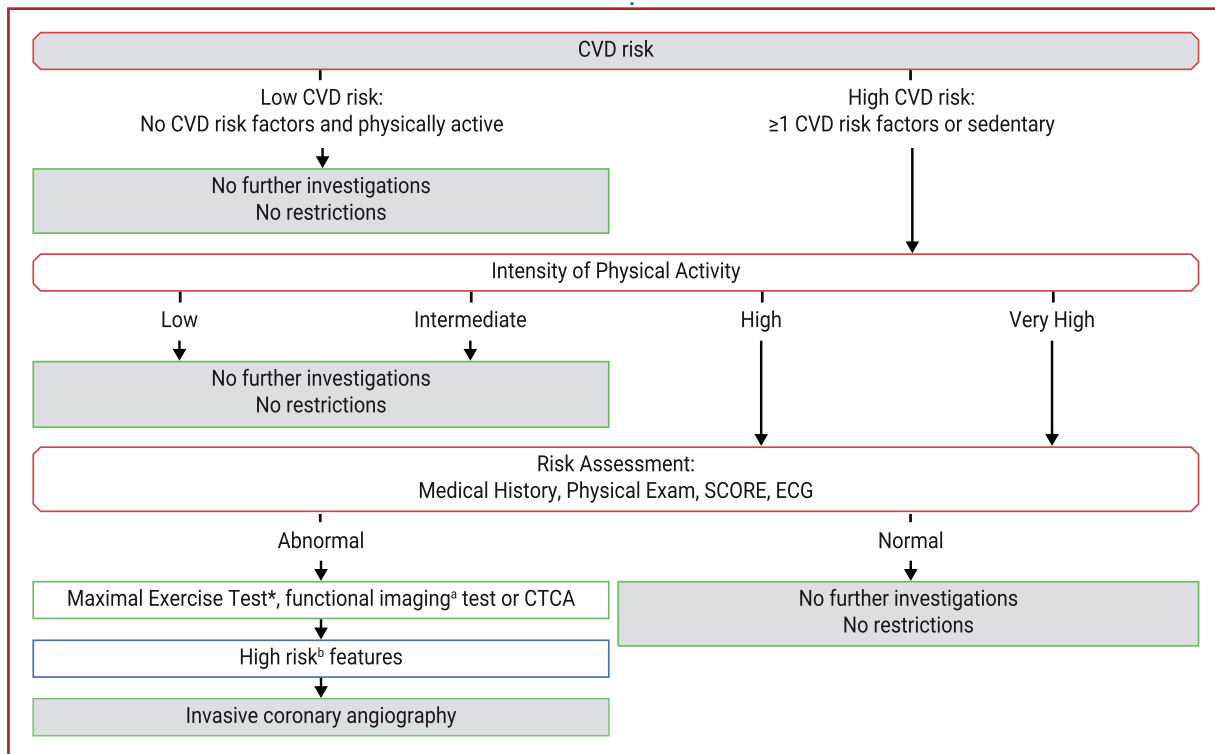 CVD risk
Low CVD risk:
No CVD risk factors and physically active
High CVD risk:
≥1 CVD risk factors or sedentary
No further investigations
No restrictions
Intensity of Physical Activity
Low
Intermediate
High
Very High
No further investigations
No restrictions
Risk Assessment:
Medical History, Physical Exam, SCORE, ECG
Abnormal
Normal
Maximal Exercise Test*, functional imagingᵃ test or CTCA
No further investigations
No restrictions
High riskᵇ features
Invasive coronary angiography